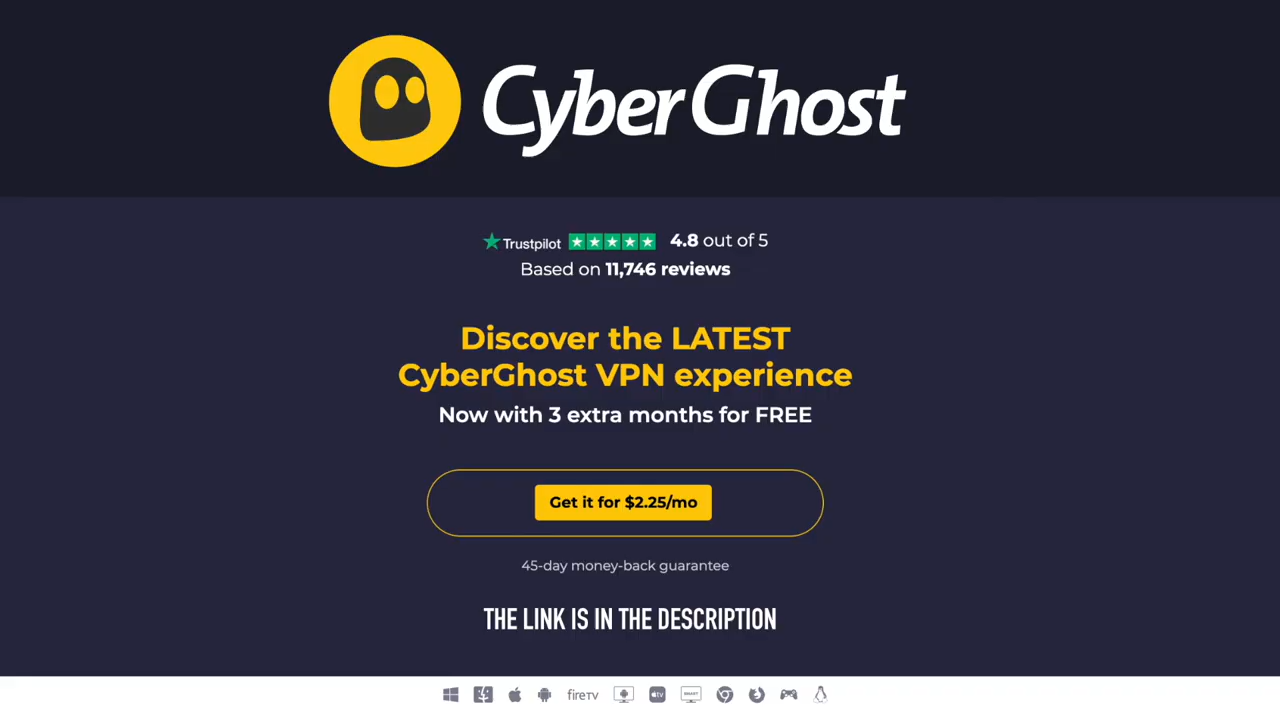 CyberGhost
Trustpilot 4.8 out of 5
Based on 11,746 reviews
Discover the LATEST
CyberGhost VPN experience
Now with 3 extra months for FREE
Get it for $2.25/mo
45-day money-back guarantee
THE LINK IS IN THE DESCRIPTION
fireTV tv SMART